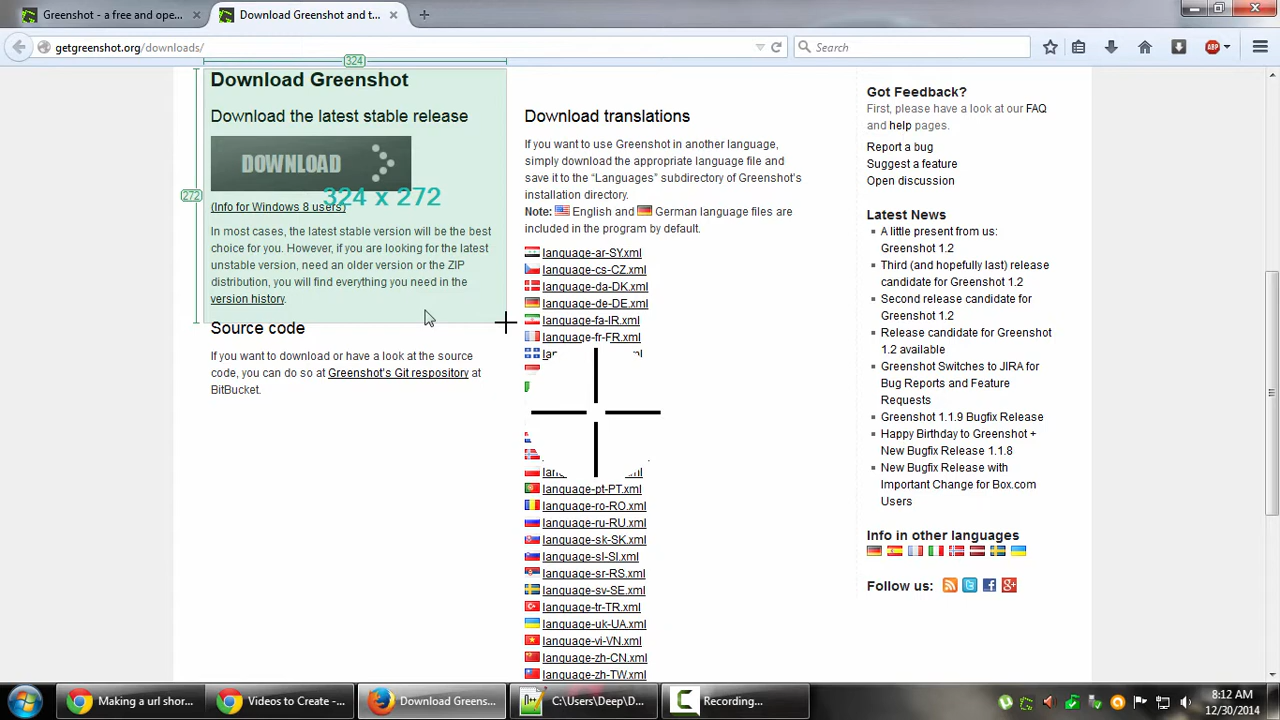 Greenshot - a free and ope...
Download Greenshot and t...
getgreenshot.org/downloads/
Search
ABP
324
Download Greenshot
Download the latest stable release
DOWNLOAD
272
324 x 272
(Info for Windows 8 users)
In most cases, the latest stable version will be the best
choice for you. However, if you are looking for the latest
unstable version, need an older version or the ZIP
distribution, you will find everything you need in the
version history.
Source code
If you want to download or have a look at the source
code, you can do so at Greenshot's Git respository at
BitBucket.
Download translations
If you want to use Greenshot in another language,
simply download the appropriate language file and
save it to the “Languages” subdirectory of Greenshot's
installation directory.
Note: English and German language files are
included in the program by default.
language-ar-SY.xml
language-cs-CZ.xml
language-da-DK.xml
language-de-DE.xml
language-fa-IR.xml
language-fr-FR.xml
language-pt-PT.xml
language-ro-RO.xml
language-ru-RU.xml
language-sk-SK.xml
language-sl-SI.xml
language-sr-RS.xml
language-sv-SE.xml
language-tr-TR.xml
language-uk-UA.xml
language-vi-VN.xml
language-zh-CN.xml
language-zh-TW.xml
Got Feedback?
First, please have a look at our FAQ
and help pages.
Report a bug
Suggest a feature
Open discussion
Latest News
A little present from us:
Greenshot 1.2
Third (and hopefully last) release
candidate for Greenshot 1.2
Second release candidate for
Greenshot 1.2
Release candidate for Greenshot
1.2 available
Greenshot Switches to JIRA for
Bug Reports and Feature
Requests
Greenshot 1.1.9 Bugfix Release
Happy Birthday to Greenshot +
New Bugfix Release 1.1.8
New Bugfix Release with
Important Change for Box.com
Users
Info in other languages
Follow us:
Making a url shor...
Videos to Create -...
Download Greens...
C:\Users\Deep\D...
Recording...
8:12 AM
12/30/2014